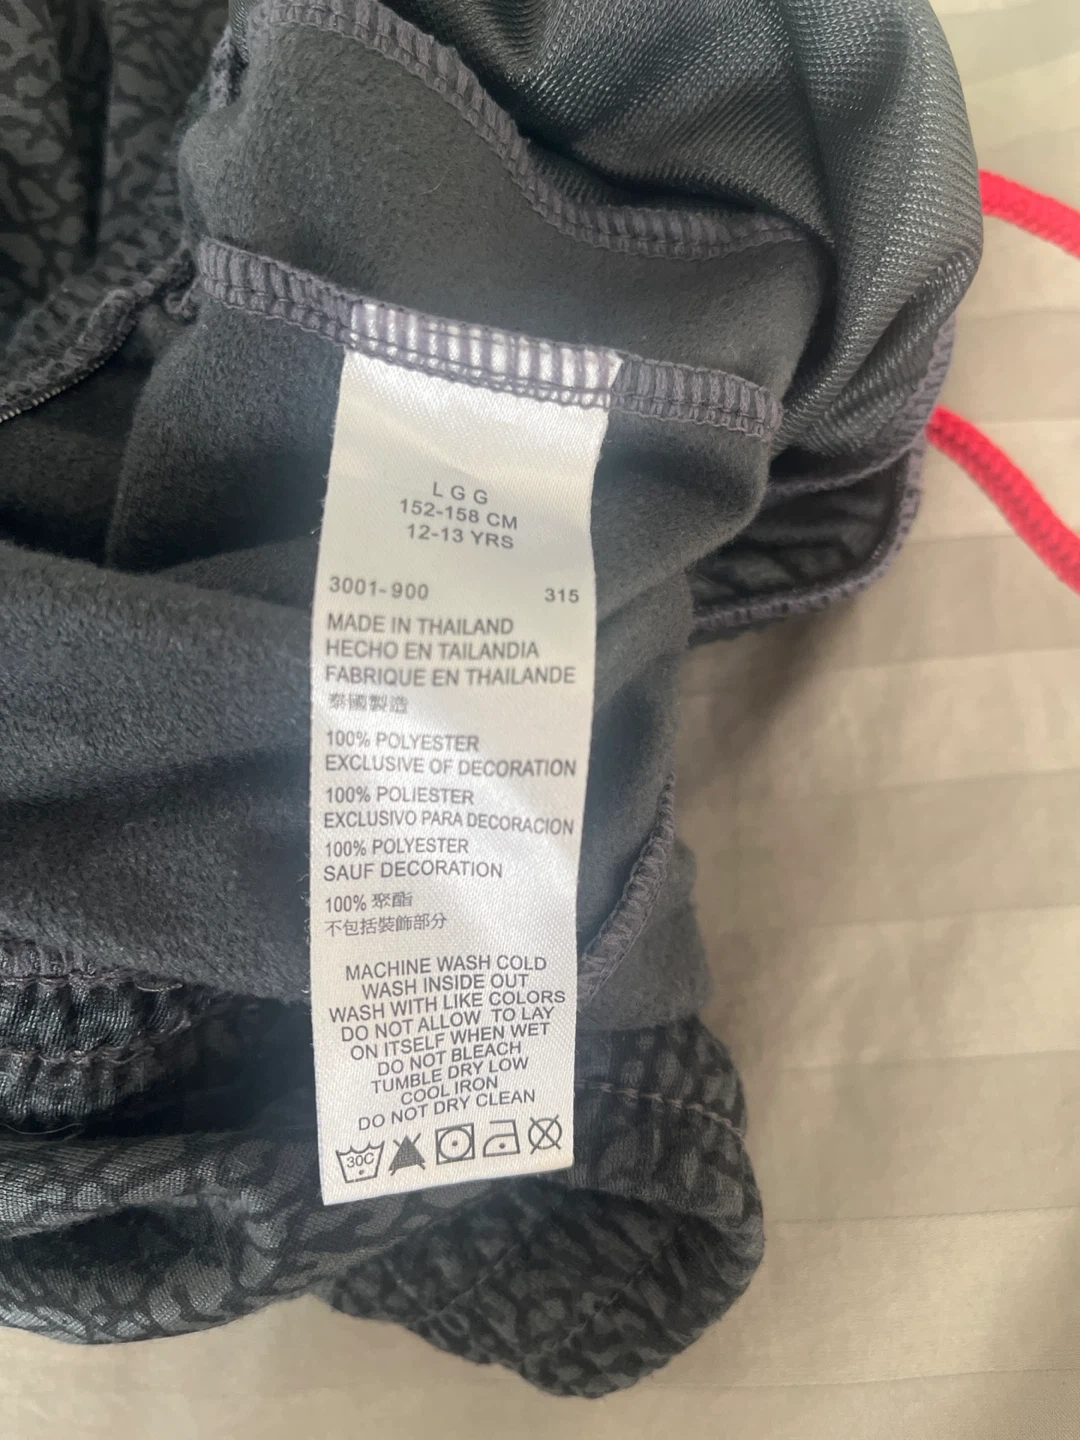 L G G
152-158 CM
12-13 YRS
3001-900 315
MADE IN THAILAND
HECHO EN TAILANDIA
FABRIQUE EN THAILANDE
泰國製造
100% POLYESTER
EXCLUSIVE OF DECORATION
100% POLIESTER
EXCLUSIVO PARA DECORACION
100% POLYESTER
SAUF DECORATION
100% 聚酯
不包括裝飾部分
MACHINE WASH COLD
WASH INSIDE OUT
WASH WITH LIKE COLORS
DO NOT ALLOW TO LAY
ON ITSELF WHEN WET
DO NOT BLEACH
TUMBLE DRY LOW
COOL IRON
DO NOT DRY CLEAN
30C